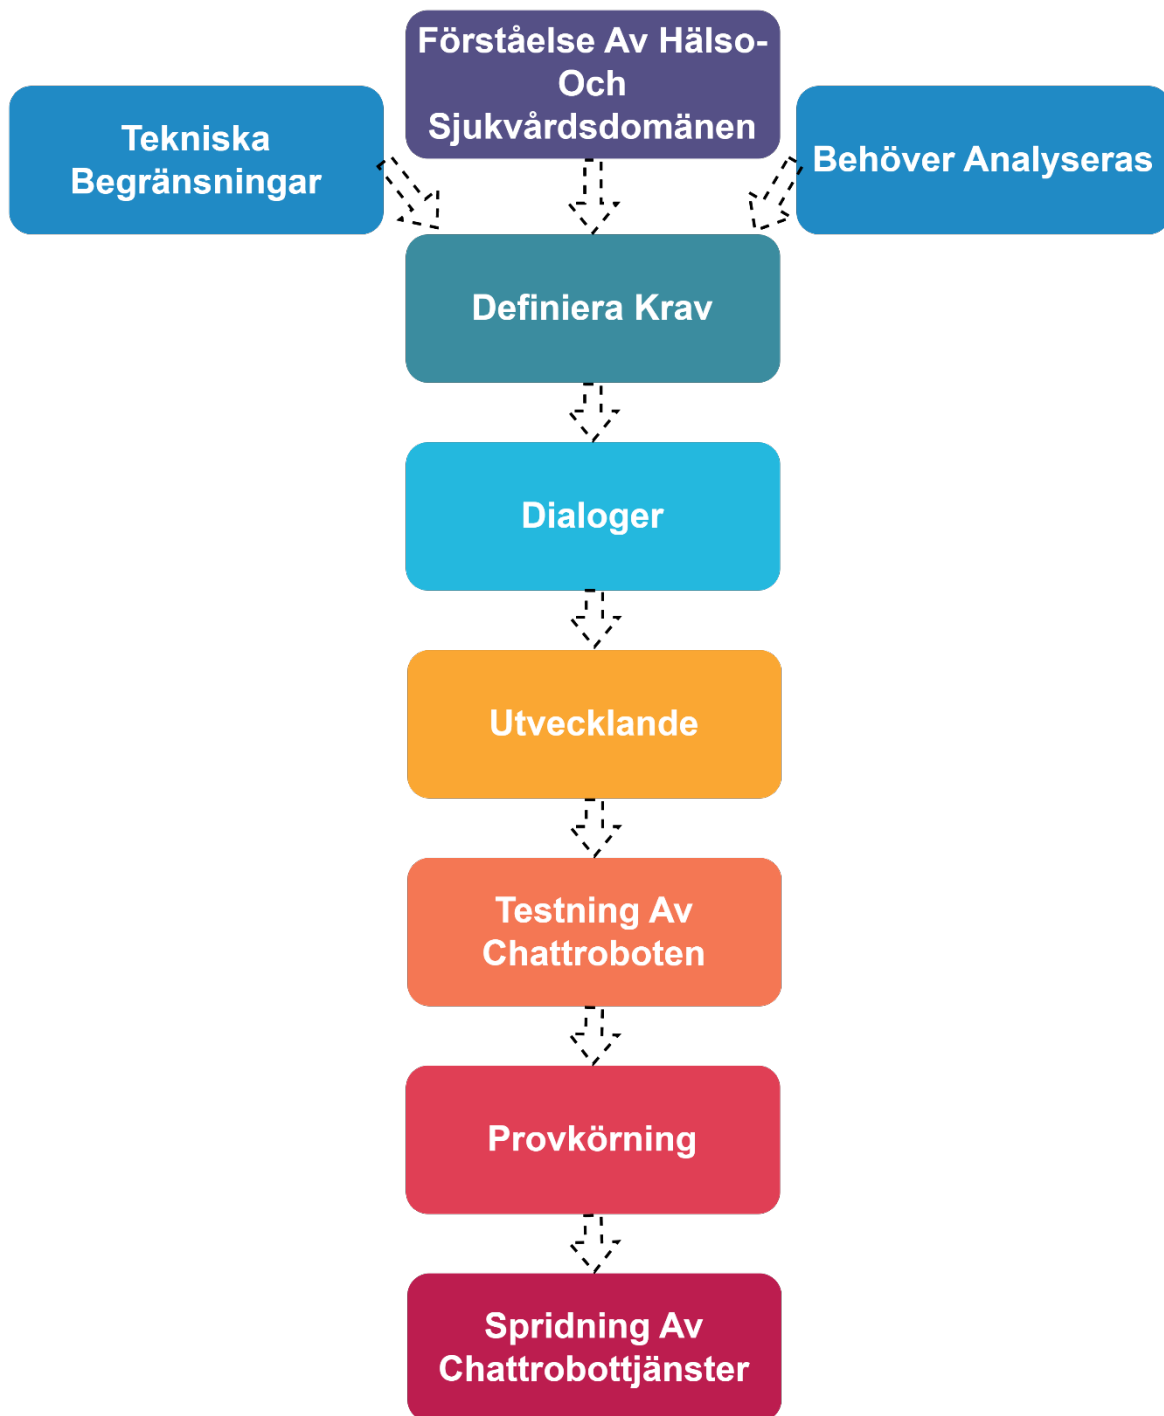 Förståelse Av Hälso-
Och
Sjukvårdsdomänen
Tekniska
Begränsningar
Behöver Analyseras
Definiera Krav
Dialoger
Utvecklande
Testning Av
Chattroboten
Provkörning
Spridning Av
Chattrobottjänster